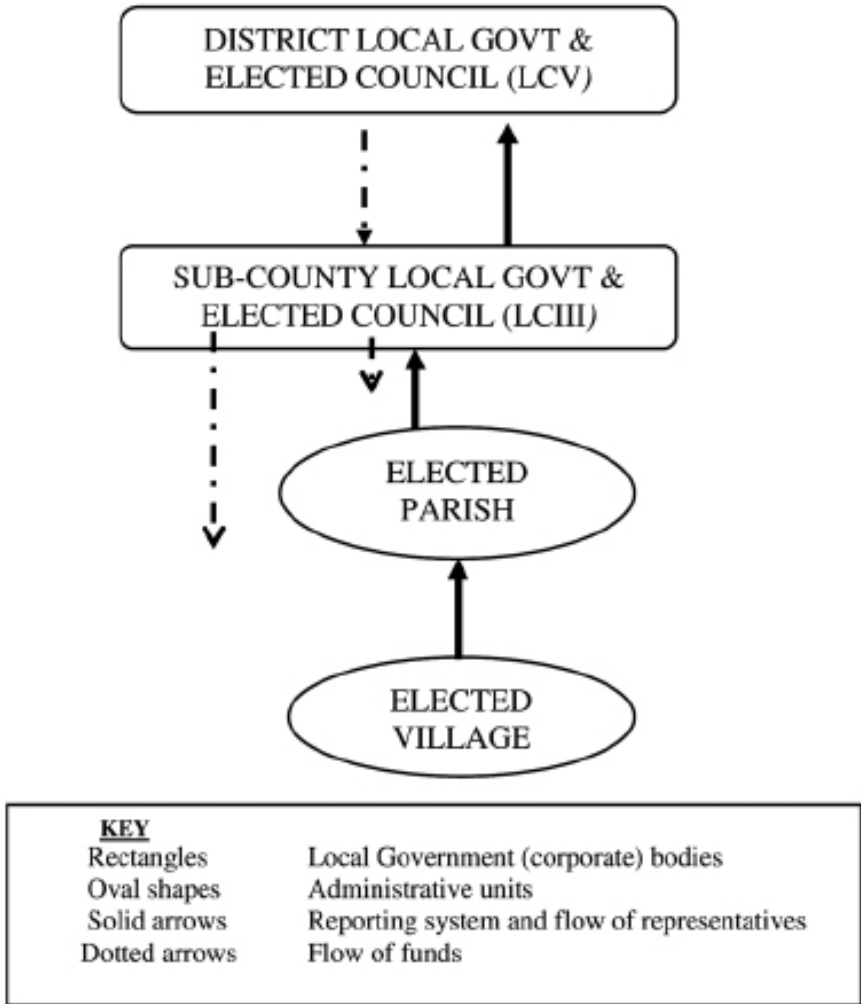 DISTRICT LOCAL GOVT &
ELECTED COUNCIL (LCV)
SUB-COUNTY LOCAL GOVT &
ELECTED COUNCIL (LCIII)
ELECTED
PARISH
ELECTED
VILLAGE
KEY
Rectangles Local Government (corporate) bodies
Oval shapes Administrative units
Solid arrows Reporting system and flow of representatives
Dotted arrows Flow of funds